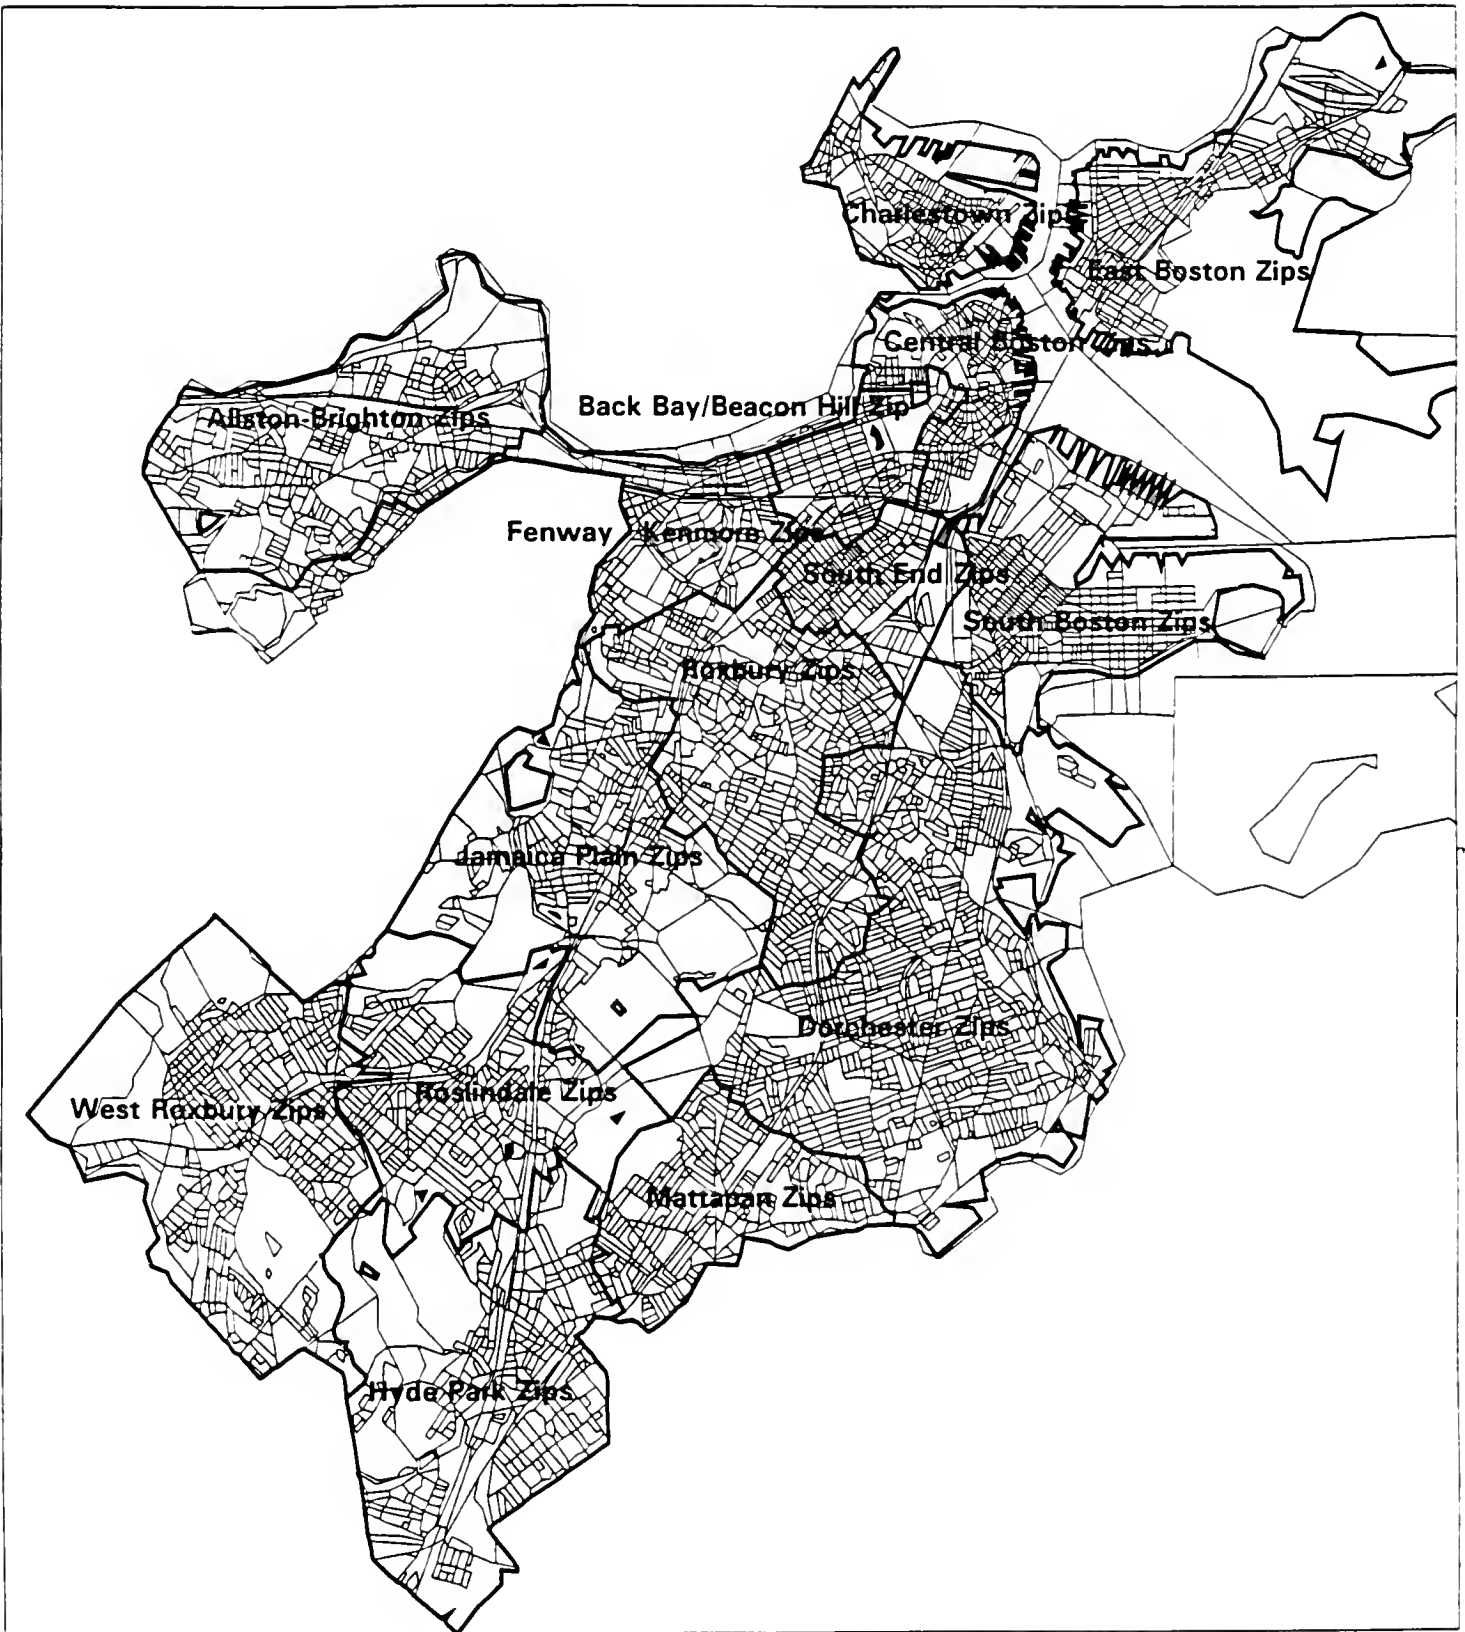 Charlestown Zips
East Boston Zips
Central Boston Zips
Back Bay/Beacon Hill Zip
Allston-Brighton Zips
Fenway - Kenmore Zips
South End Zips
South Boston Zips
Roxbury Zips
Jamaica Plain Zips
Dorchester Zips
Roslindale Zips
West Roxbury Zips
Mattapan Zips
Hyde Park Zips